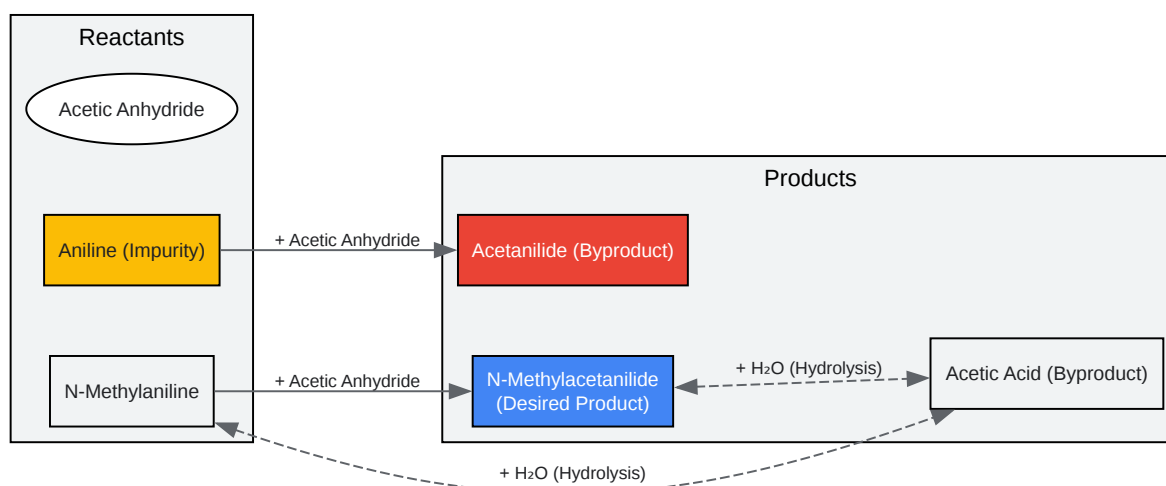 Reactants
Acetic Anhydride
Products
Aniline (Impurity)
+ Acetic Anhydride
Acetanilide (Byproduct)
N-Methylaniline
+ Acetic Anhydride
N-Methylacetanilide
(Desired Product)
+ H₂O (Hydrolysis)
Acetic Acid (Byproduct)
+ H₂O (Hydrolysis)